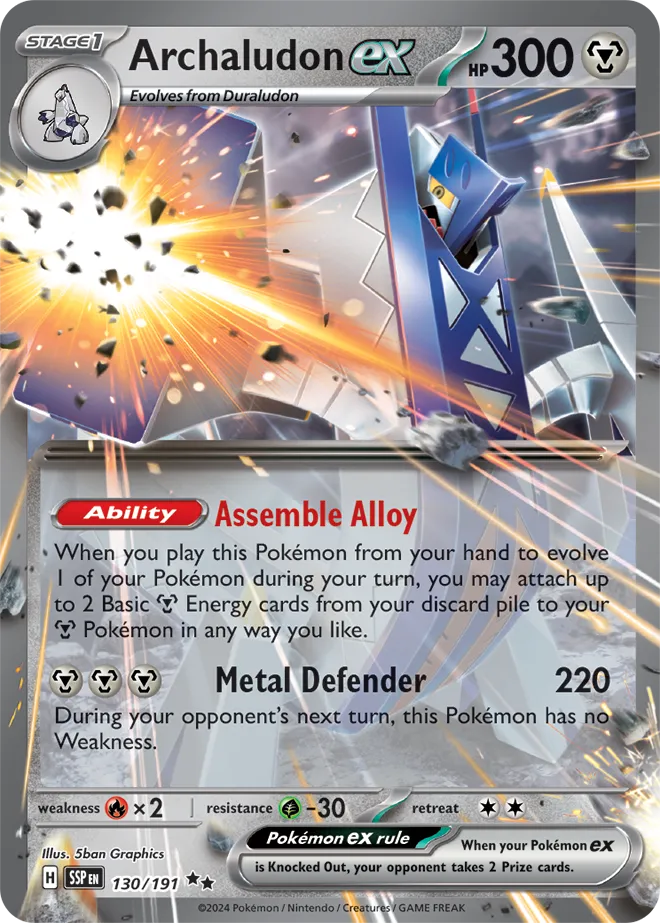 STAGE 1 Archaludon ex HP 300
Evolves from Duraludon
Ability Assemble Alloy
When you play this Pokémon from your hand to evolve
1 of your Pokémon during your turn, you may attach up
to 2 Basic Energy cards from your discard pile to your
Pokémon in any way you like.
Metal Defender 220
During your opponent's next turn, this Pokémon has no
Weakness.
weakness ×2 resistance -30 retreat
Illus. 5ban Graphics
Pokémon ex rule When your Pokémon ex
is Knocked Out, your opponent takes 2 Prize cards.
H SSP EN 130/191
©2024 Pokémon / Nintendo / Creatures / GAME FREAK